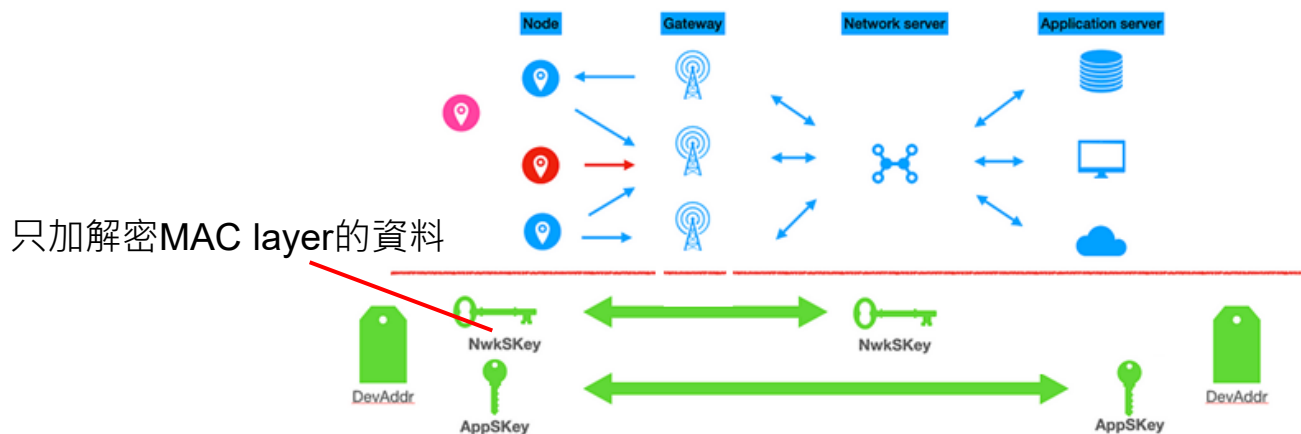 Node
Gateway
Network server
Application server
只加解密MAC layer的資料
NwkSKey
NwkSKey
DevAddr
AppSKey
AppSKey
DevAddr